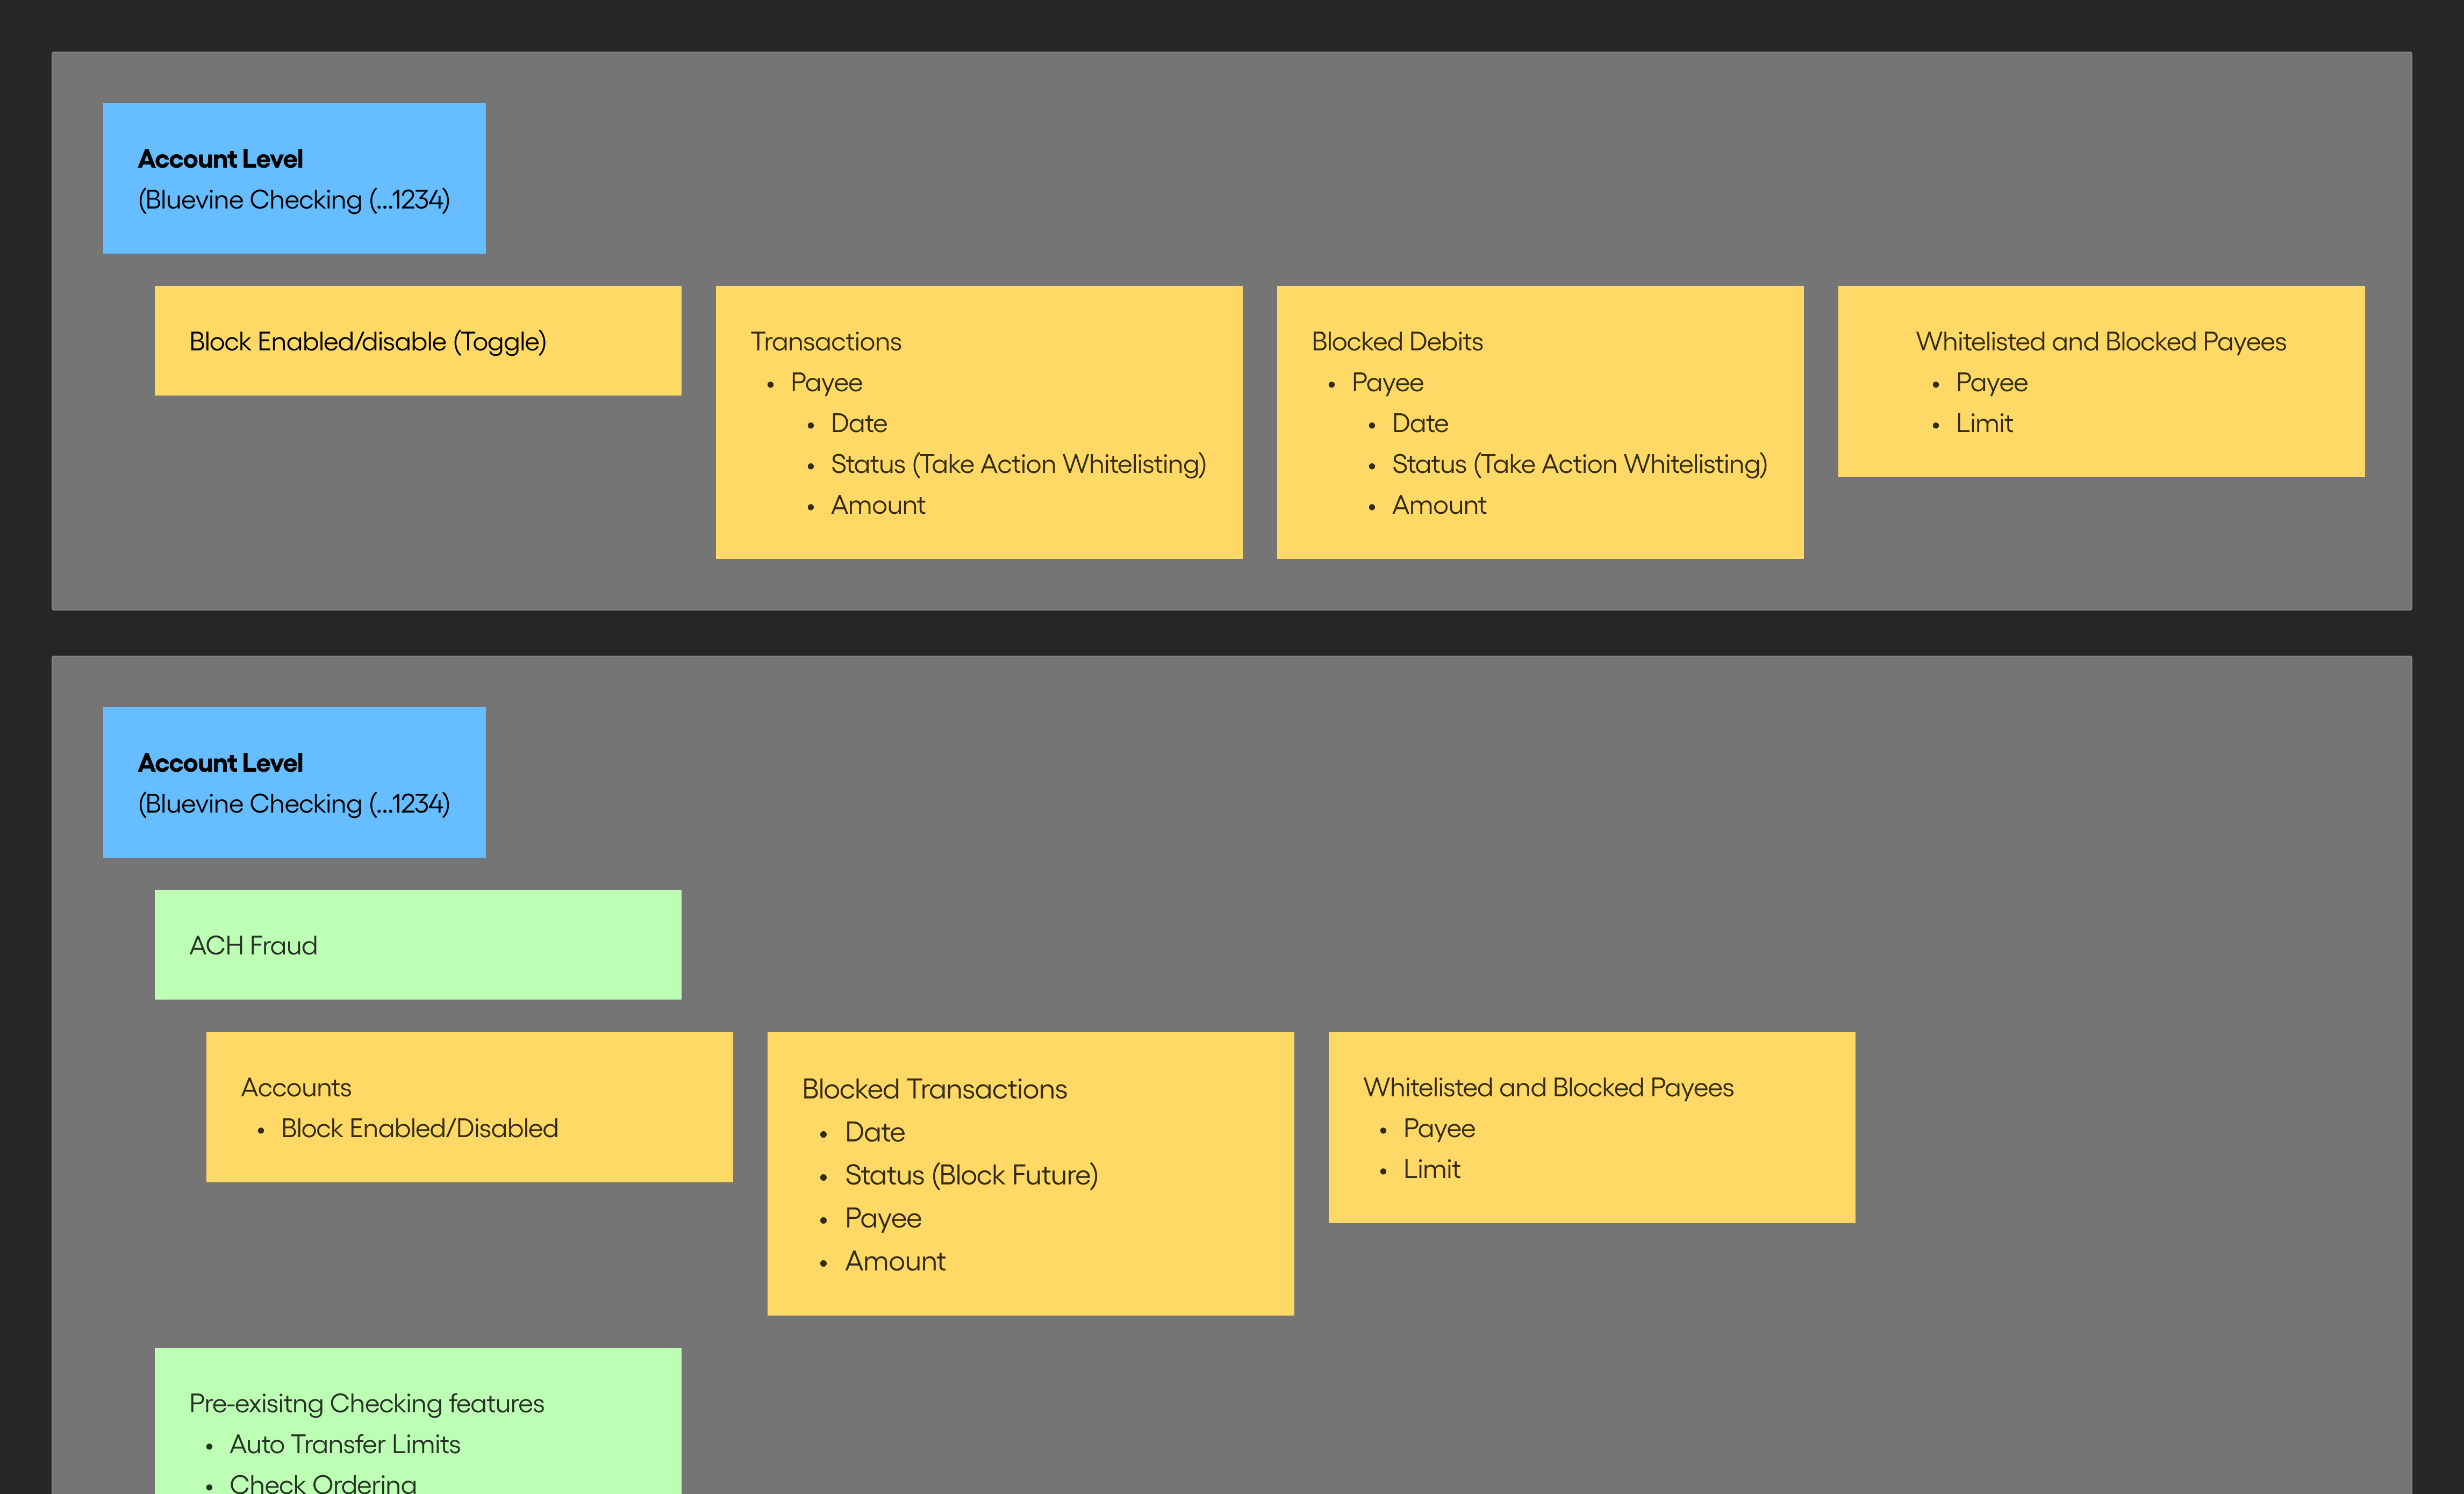 Account Level
(Bluevine Checking (...1234)
Block Enabled/disable (Toggle)
Transactions
• Payee
• Date
• Status (Take Action Whitelisting)
• Amount
Blocked Debits
• Payee
• Date
• Status (Take Action Whitelisting)
• Amount
Whitelisted and Blocked Payees
• Payee
• Limit
Account Level
(Bluevine Checking (...1234)
ACH Fraud
Accounts
• Block Enabled/Disabled
Blocked Transactions
• Date
• Status (Block Future)
• Payee
• Amount
Whitelisted and Blocked Payees
• Payee
• Limit
Pre-exisitng Checking features
• Auto Transfer Limits
• Check Ordering